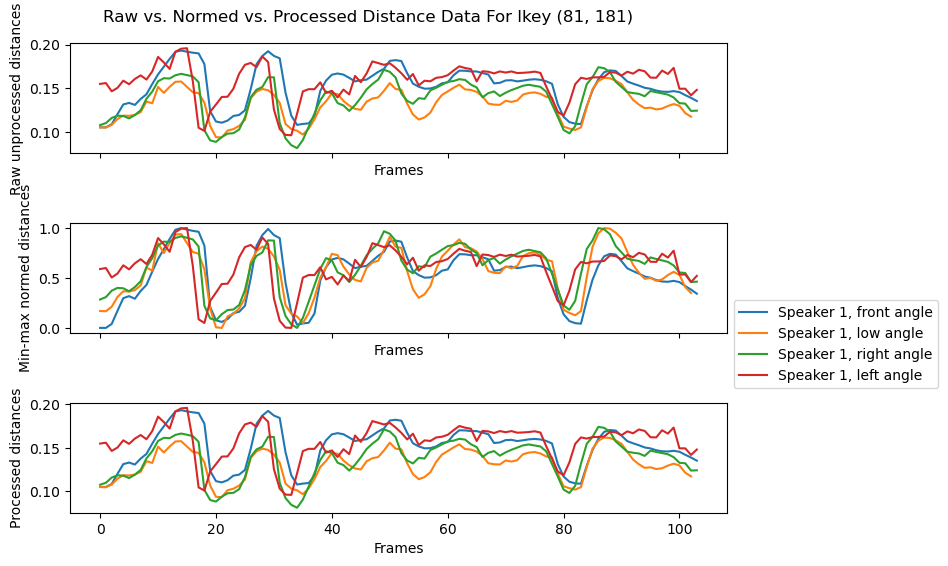 Raw vs. Normed vs. Processed Distance Data For lkey (81, 181)
Raw unprocessed distances
0.20
0.15
0.10
Frames
Min-max normed distances
1.0
0.5
0.0
Frames
Speaker 1, front angle
Speaker 1, low angle
Speaker 1, right angle
Speaker 1, left angle
Processed distances
0.20
0.15
0.10
0 20 40 60 80 100
Frames